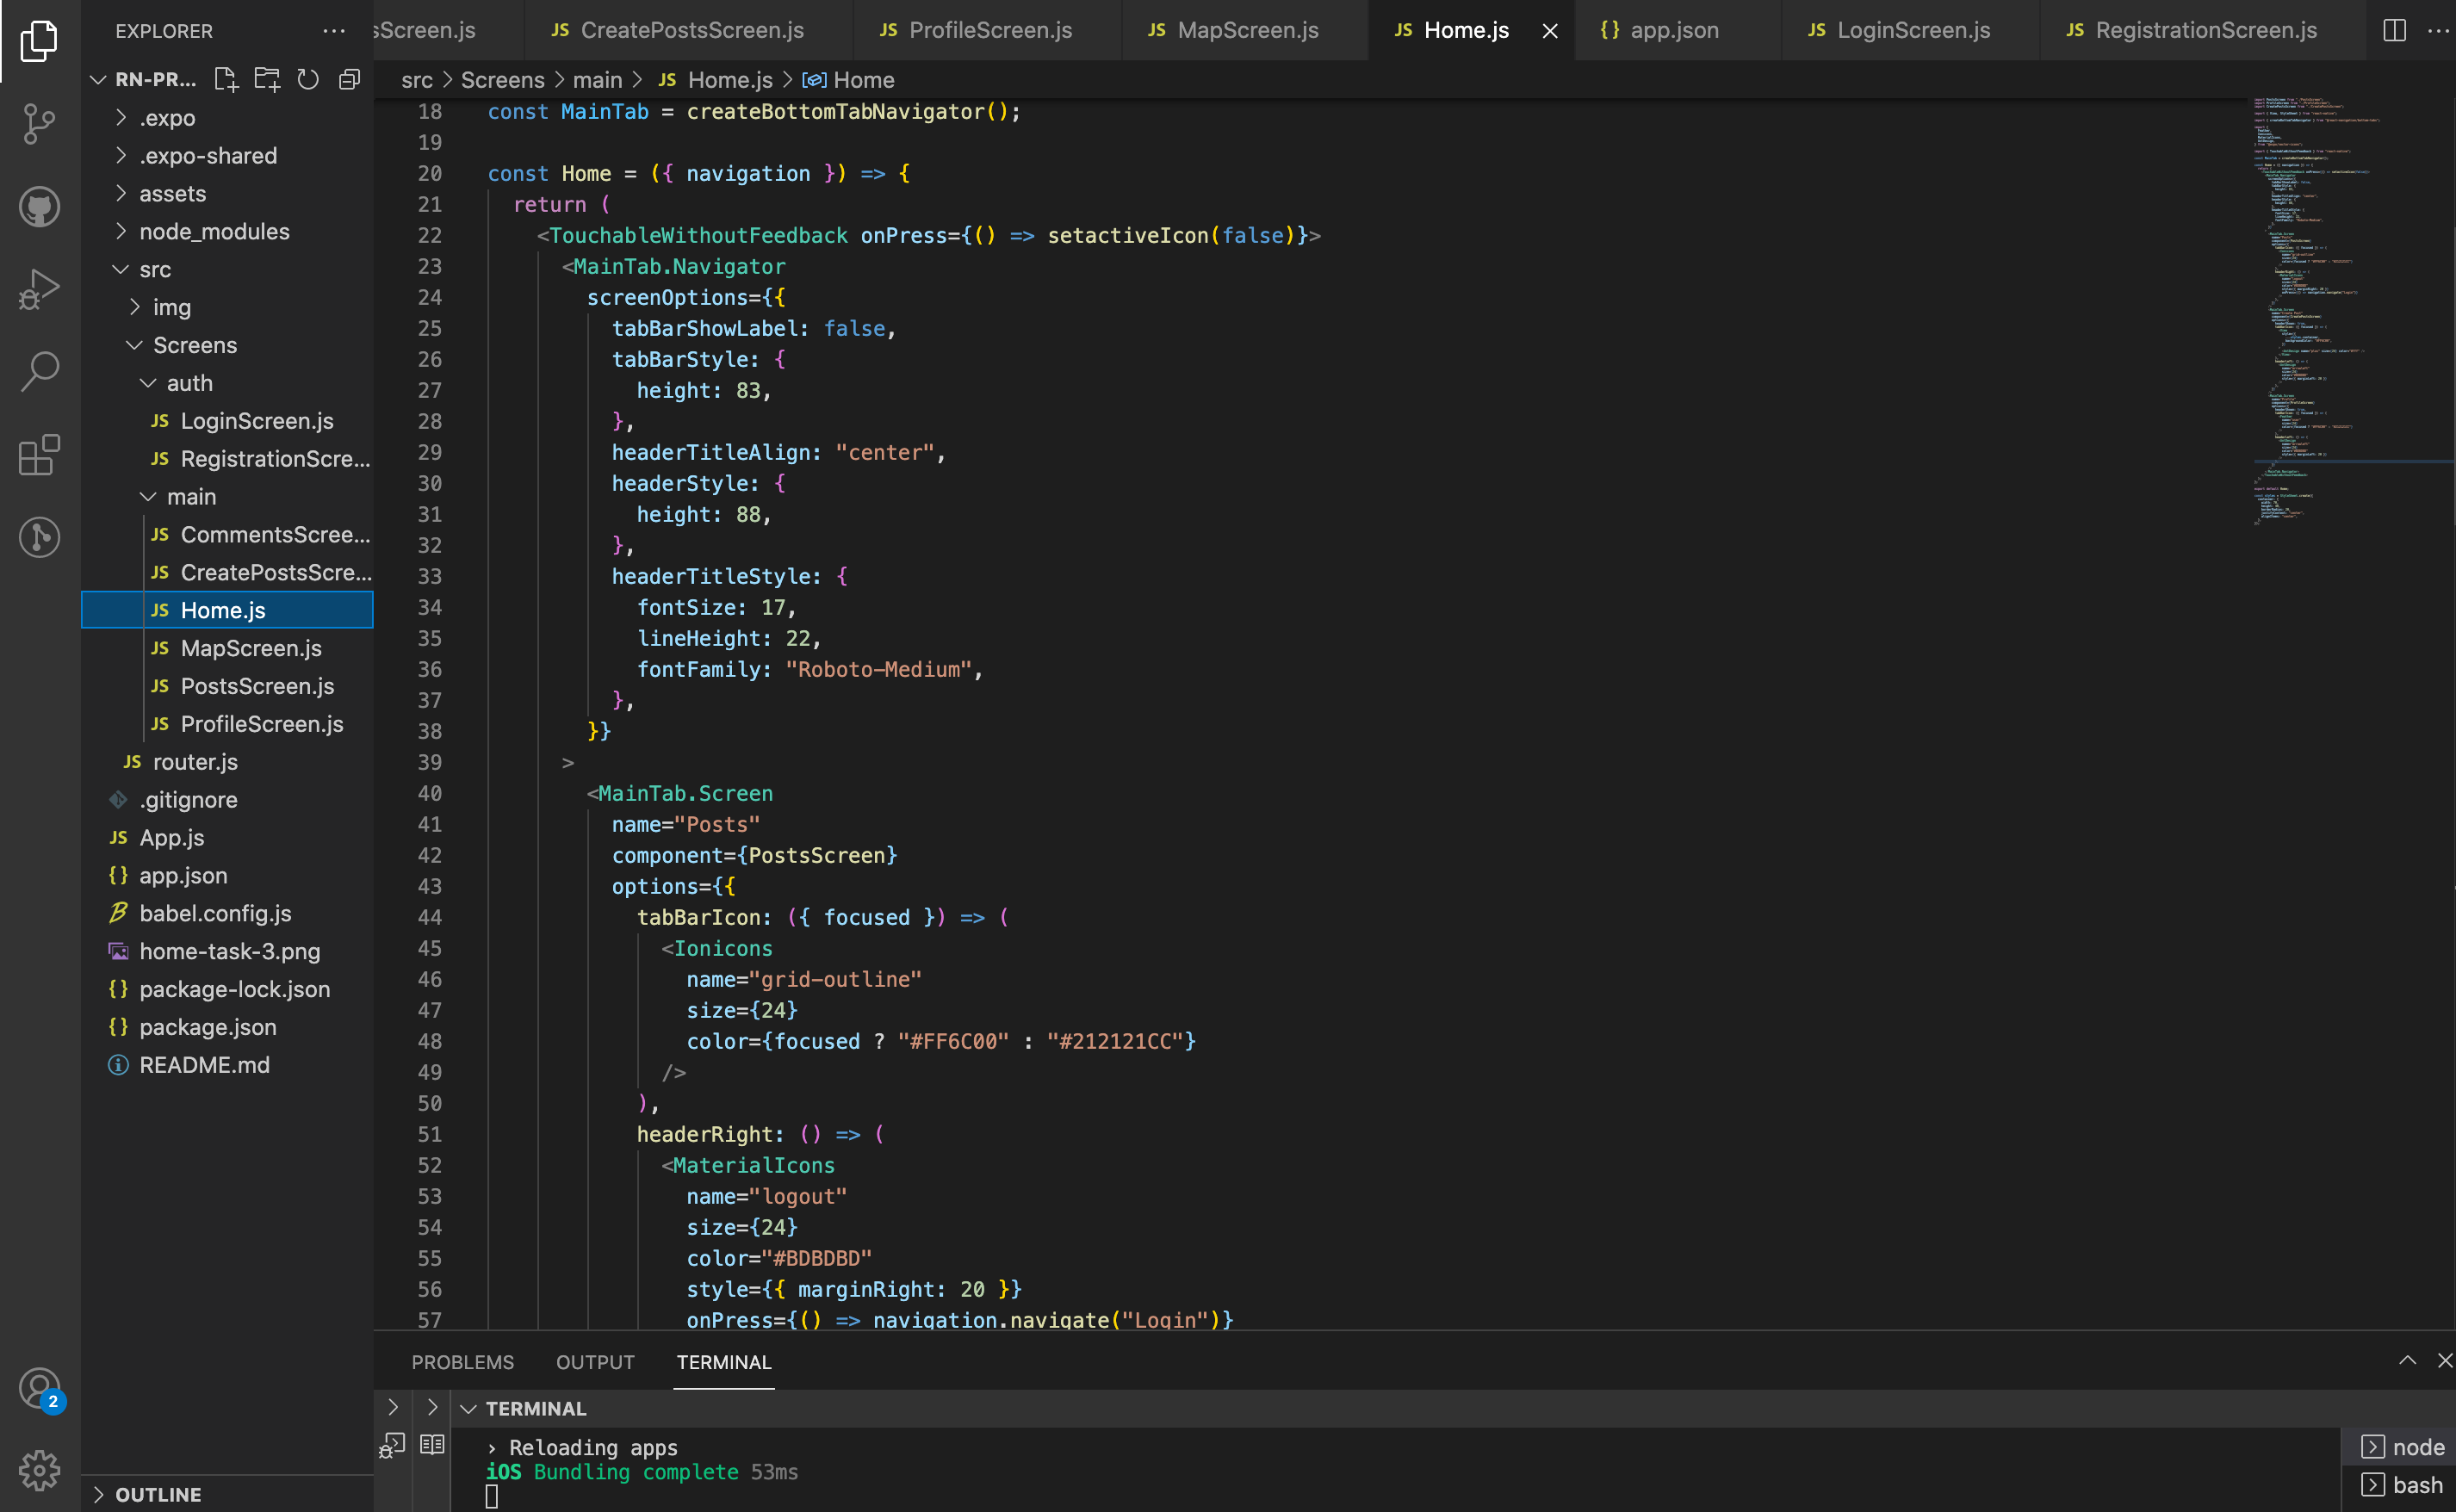 EXPLORER
sScreen.js
JS CreatePostsScreen.js
JS ProfileScreen.js
JS MapScreen.js
JS Home.js
{} app.json
JS LoginScreen.js
JS RegistrationScreen.js
RN-PR...
src > Screens > main > JS Home.js > Home
.expo
.expo-shared
assets
node_modules
src
img
Screens
auth
JS LoginScreen.js
JS RegistrationScre...
main
JS CommentsScree...
JS CreatePostsScre...
JS Home.js
JS MapScreen.js
JS PostsScreen.js
JS ProfileScreen.js
JS router.js
.gitignore
JS App.js
{} app.json
babel.config.js
home-task-3.png
{} package-lock.json
{} package.json
README.md
OUTLINE
2
18 const MainTab = createBottomTabNavigator();
19
20 const Home = ({ navigation }) => {
21 return (
22 <TouchableWithoutFeedback onPress={() => setactiveIcon(false)}>
23 <MainTab.Navigator
24 screenOptions={{
25 tabBarShowLabel: false,
26 tabBarStyle: {
27 height: 83,
28 },
29 headerTitleAlign: "center",
30 headerStyle: {
31 height: 88,
32 },
33 headerTitleStyle: {
34 fontSize: 17,
35 lineHeight: 22,
36 fontFamily: "Roboto-Medium",
37 },
38 }}
39 >
40 <MainTab.Screen
41 name="Posts"
42 component={PostsScreen}
43 options={{
44 tabBarIcon: ({ focused }) => (
45 <Ionicons
46 name="grid-outline"
47 size={24}
48 color={focused ? "#FF6C00" : "#212121CC"}
49 />
50 ),
51 headerRight: () => (
52 <MaterialIcons
53 name="logout"
54 size={24}
55 color="#BDBDBD"
56 style={{ marginRight: 20 }}
57 onPress={() => navigation.navigate("Login")}
PROBLEMS
OUTPUT
TERMINAL
TERMINAL
› Reloading apps
iOS Bundling complete 53ms
node
bash